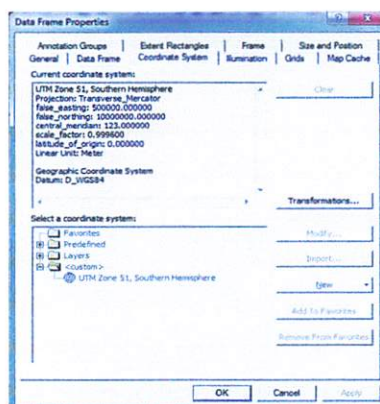 Data Frame Properties
Annotation Groups Extent Rectangles Frame Size and Position
General Data Frame Coordinate System Illumination Grids Map Cache
Current coordinate system:
UTM Zone 51, Southern Hemisphere
Projection: Transverse_Mercator
false_easting: 500000.000000
false_northing: 10000000.000000
central_meridian: 123.000000
scale_factor: 0.999600
latitude_of_origin: 0.000000
Linear Unit: Meter
Geographic Coordinate System
Datum: D_WGS84
Clear
Transformations...
Select a coordinate system:
Favorites
Predefined
Layers
<custom>
UTM Zone 51, Southern Hemisphere
Modify...
Import...
New
Add To Favorites
Remove From Favorites
OK Cancel Apply